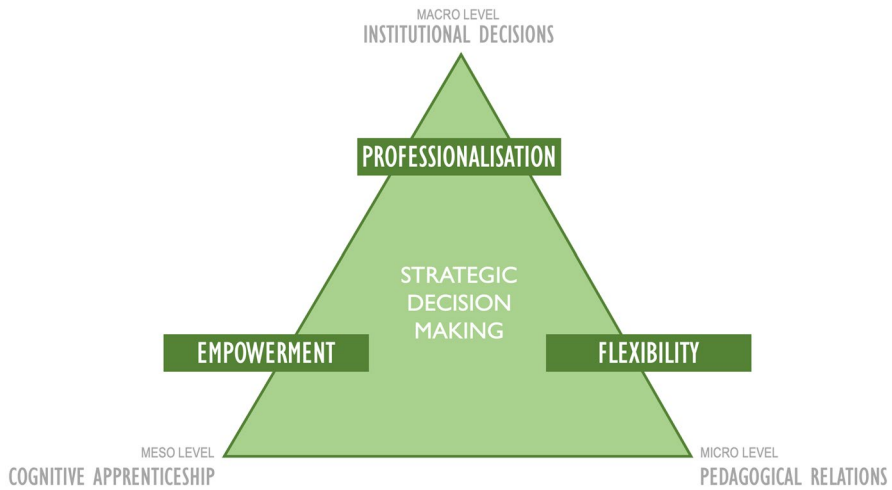 MACRO LEVEL
INSTITUTIONAL DECISIONS
PROFESSIONALISATION
STRATEGIC
DECISION
MAKING
EMPOWERMENT
FLEXIBILITY
MESO LEVEL
COGNITIVE APPRENTICESHIP
MICRO LEVEL
PEDAGOGICAL RELATIONS